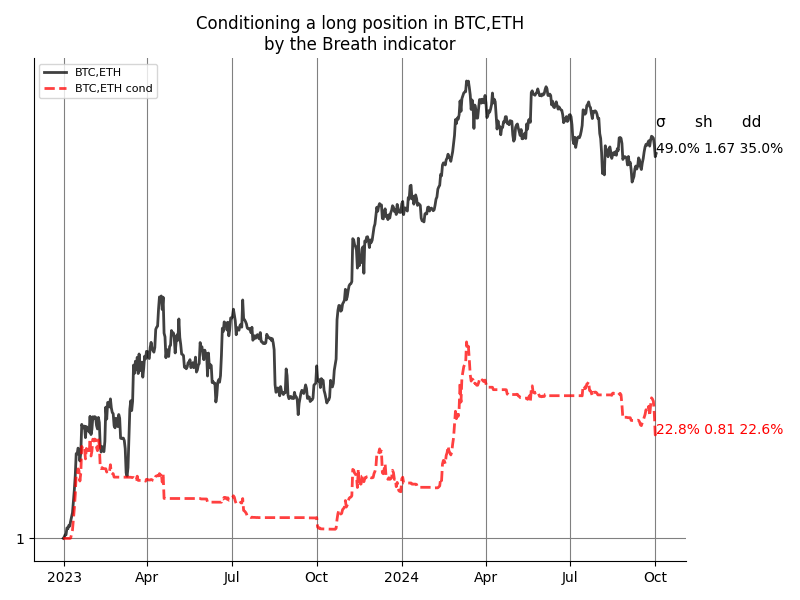 Conditioning a long position in BTC,ETH
by the Breath indicator
BTC,ETH
BTC,ETH cond
σ sh dd
49.0% 1.67 35.0%
22.8% 0.81 22.6%
1
2023 Apr Jul Oct 2024 Apr Jul Oct